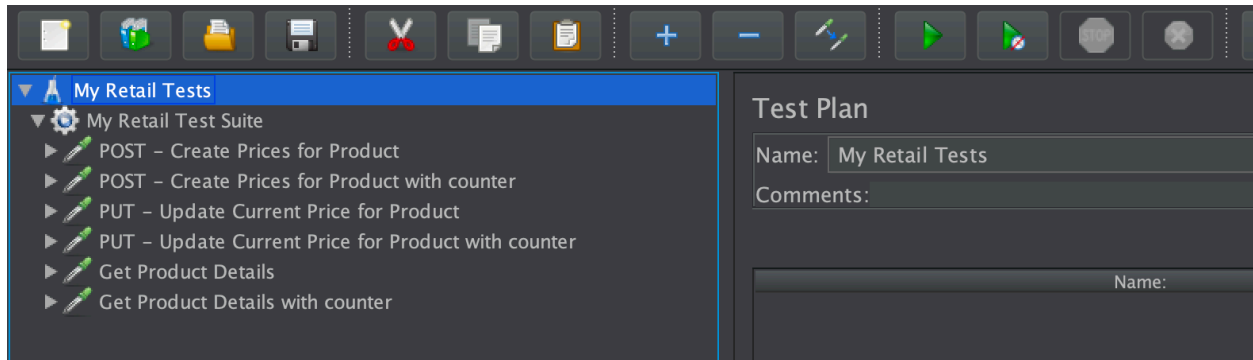 STOP
My Retail Tests
My Retail Test Suite
POST – Create Prices for Product
POST – Create Prices for Product with counter
PUT – Update Current Price for Product
PUT – Update Current Price for Product with counter
Get Product Details
Get Product Details with counter
Test Plan
Name: My Retail Tests
Comments:
Name: